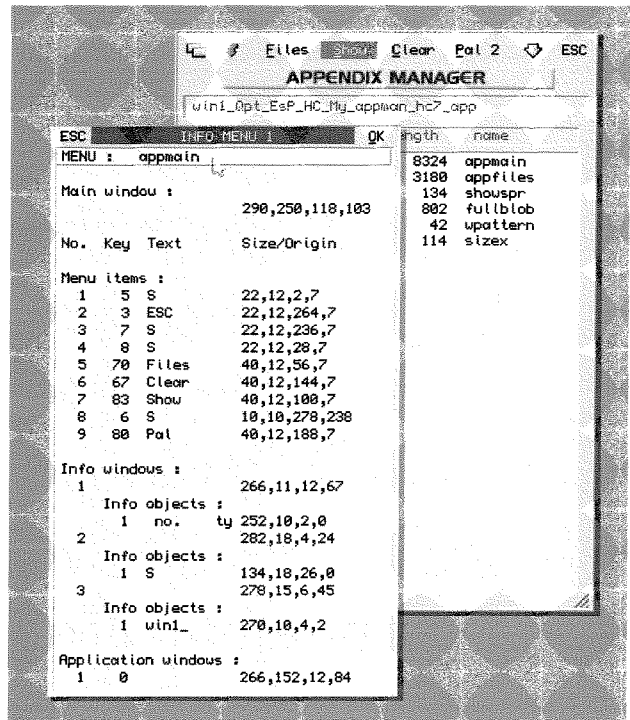 Files Show Clear Pal 2 ESC
APPENDIX MANAGER
win1_Opt_EsP_HC_My_appman_hc7_app
ngth name
8324 appmain
3180 appfiles
134 showspr
802 fullblob
42 wpattern
114 sizex
ESC INFO MENU 1 OK
MENU : appmain
Main window :
290,250,118,103
No. Key Text Size/Origin
Menu items :
1 5 S 22,12,2,7
2 3 ESC 22,12,264,7
3 7 S 22,12,236,7
4 8 S 22,12,28,7
5 70 Files 40,12,56,7
6 67 Clear 40,12,144,7
7 83 Show 40,12,100,7
8 6 S 10,10,278,238
9 80 Pal 40,12,188,7
Info windows :
1 266,11,12,67
Info objects :
1 no. ty 252,10,2,0
2 282,18,4,24
Info objects :
1 S 134,18,26,0
3 278,15,6,45
Info objects :
1 win1_ 270,10,4,2
Application windows :
1 0 266,152,12,84